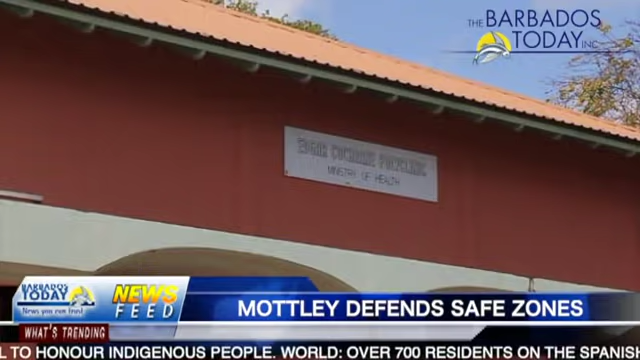 THE BARBADOS
TODAY INC.
EDGAR COCHRANE POLYCLINIC
MINISTRY OF HEALTH
BARBADOS
TODAY
News you can trust
NEWS
FEED
MOTTLEY DEFENDS SAFE ZONES
WHAT'S TRENDING
L TO HONOUR INDIGENOUS PEOPLE. WORLD: OVER 700 RESIDENTS ON THE SPANISH